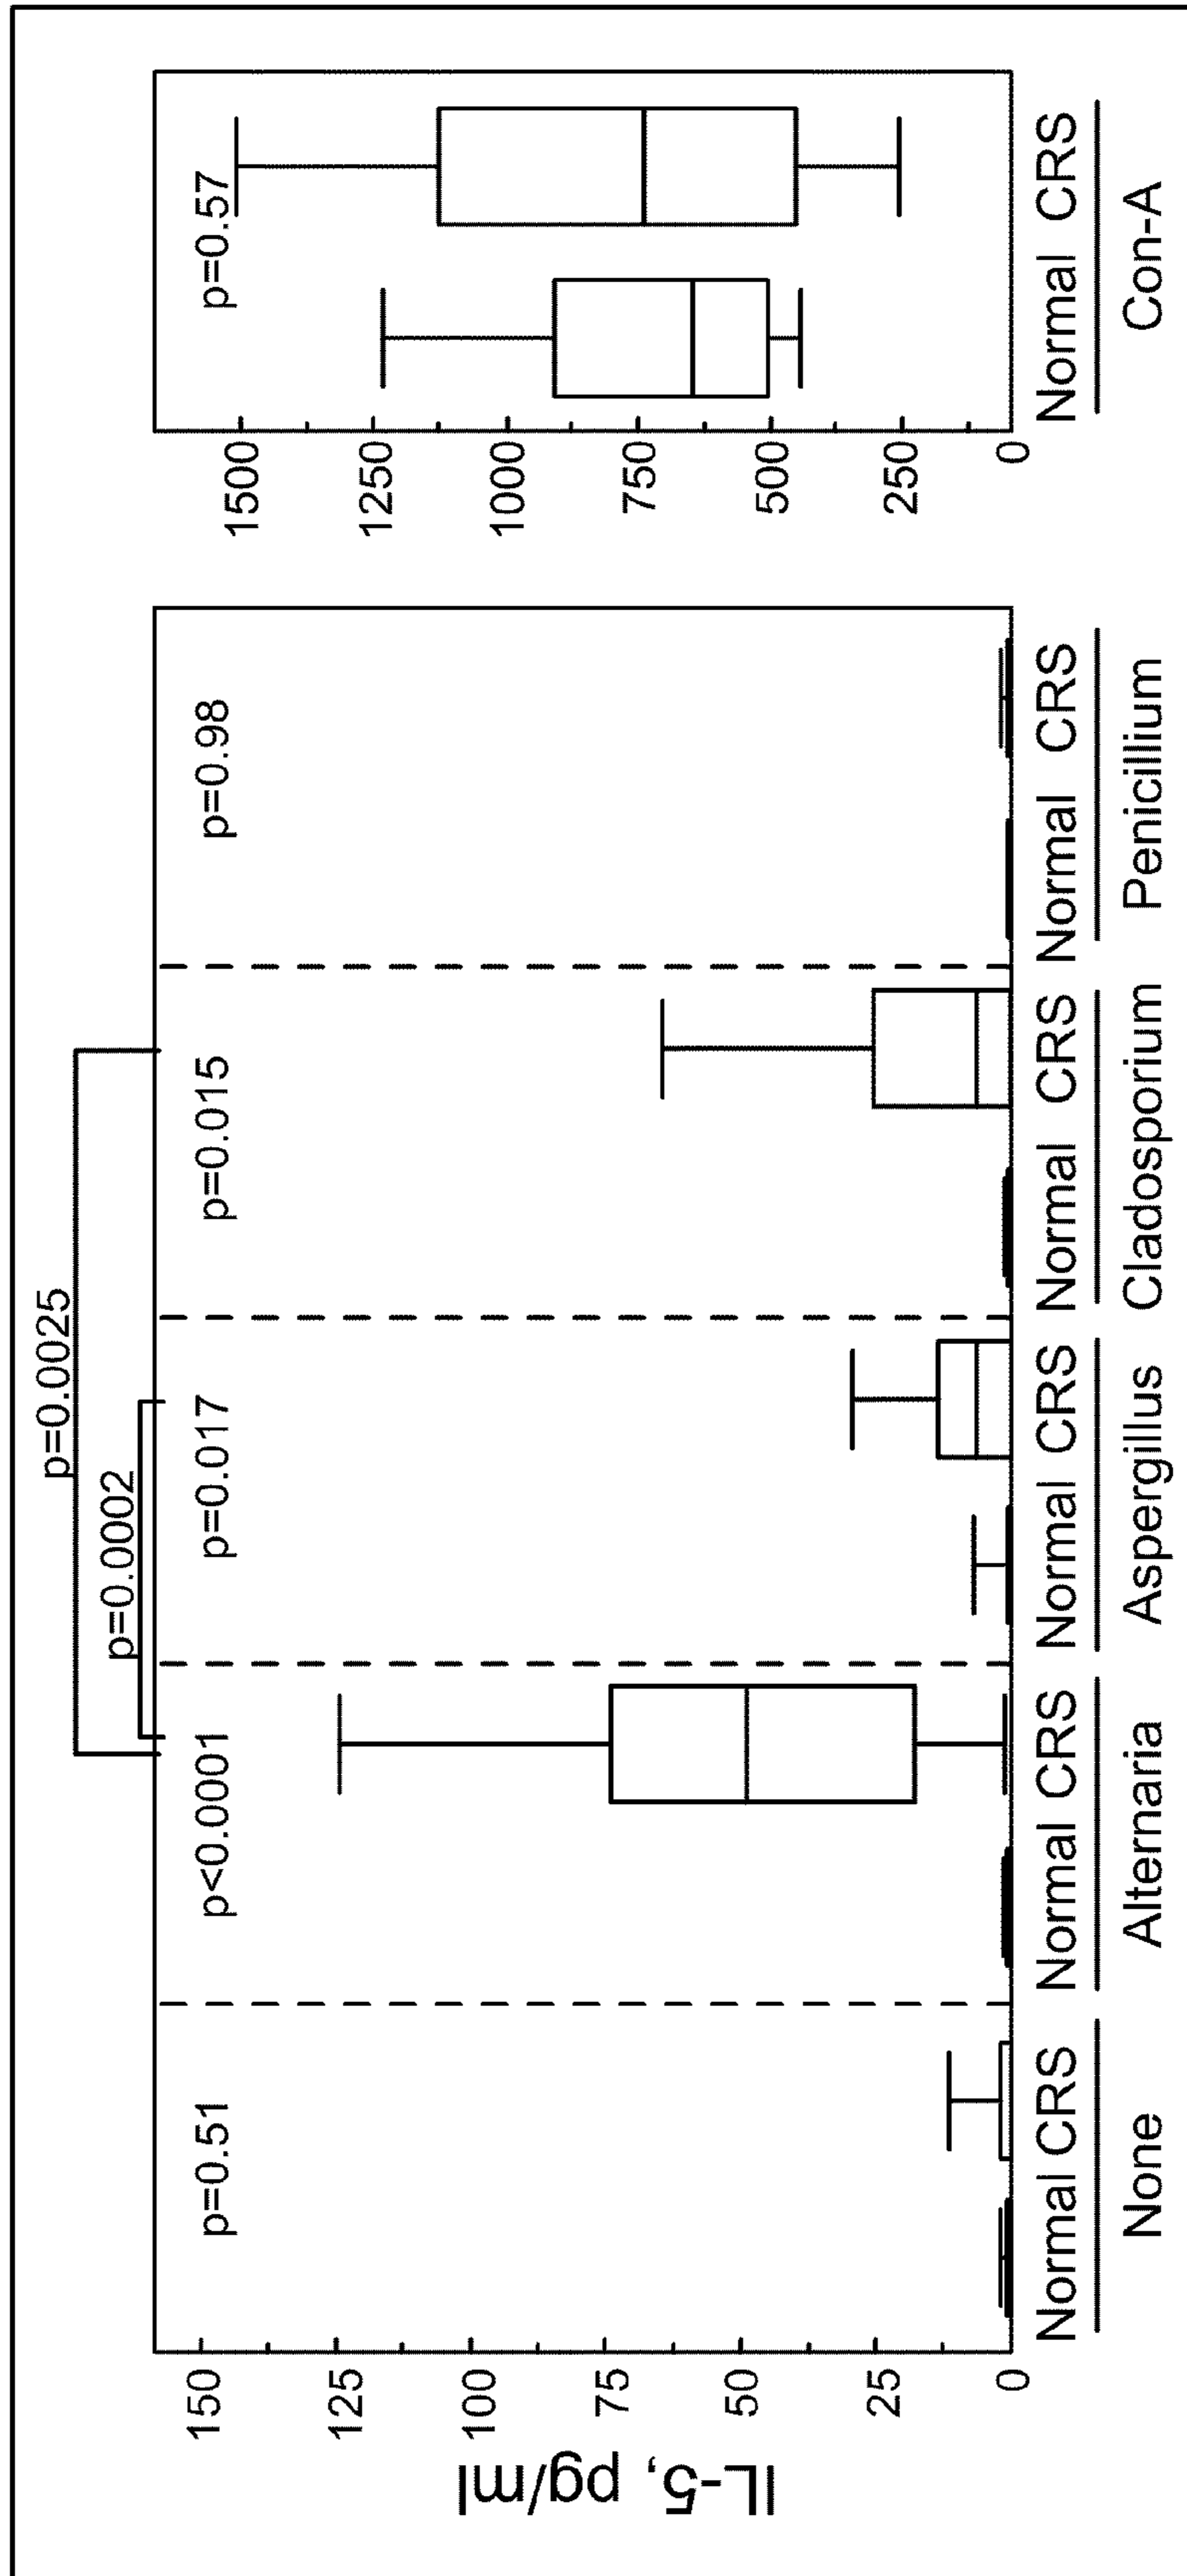 p=0.0025
p=0.0002
p=0.51
p<0.0001
p=0.017
p=0.015
p=0.98
p=0.57
IL-5, pg/ml
150
125
100
75
50
25
0
1500
1250
1000
750
500
250
0
Normal CRS Normal CRS Normal CRS Normal CRS Normal CRS Normal CRS
None Alternaria Aspergillus Cladosporium Penicillium Con-A